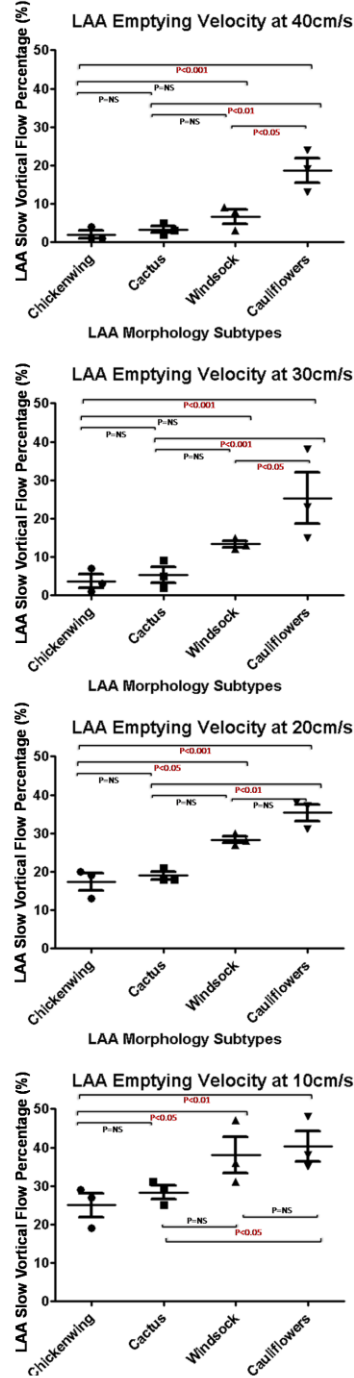 LAA Emptying Velocity at 40cm/s
LAA Slow Vortical Flow Percentage (%)
50
40
30
20
10
0
P<0.001
P=NS
P=NS
P<0.01
P=NS
P<0.05
Chickenwing
Cactus
Windsock
Cauliflowers
LAA Morphology Subtypes
LAA Emptying Velocity at 30cm/s
LAA Slow Vortical Flow Percentage (%)
50
40
30
20
10
0
P<0.001
P=NS
P=NS
P<0.001
P=NS
P<0.05
Chickenwing
Cactus
Windsock
Cauliflowers
LAA Morphology Subtypes
LAA Emptying Velocity at 20cm/s
LAA Slow Vortical Flow Percentage (%)
50
40
30
20
10
0
P<0.001
P<0.05
P=NS
P<0.01
P=NS
P=NS
Chickenwing
Cactus
Windsock
Cauliflowers
LAA Morphology Subtypes
LAA Emptying Velocity at 10cm/s
LAA Slow Vortical Flow Percentage (%)
50
40
30
20
10
0
P<0.01
P<0.05
P=NS
P=NS
P=NS
P<0.05
Chickenwing
Cactus
Windsock
Cauliflowers
LAA Morphology Subtypes